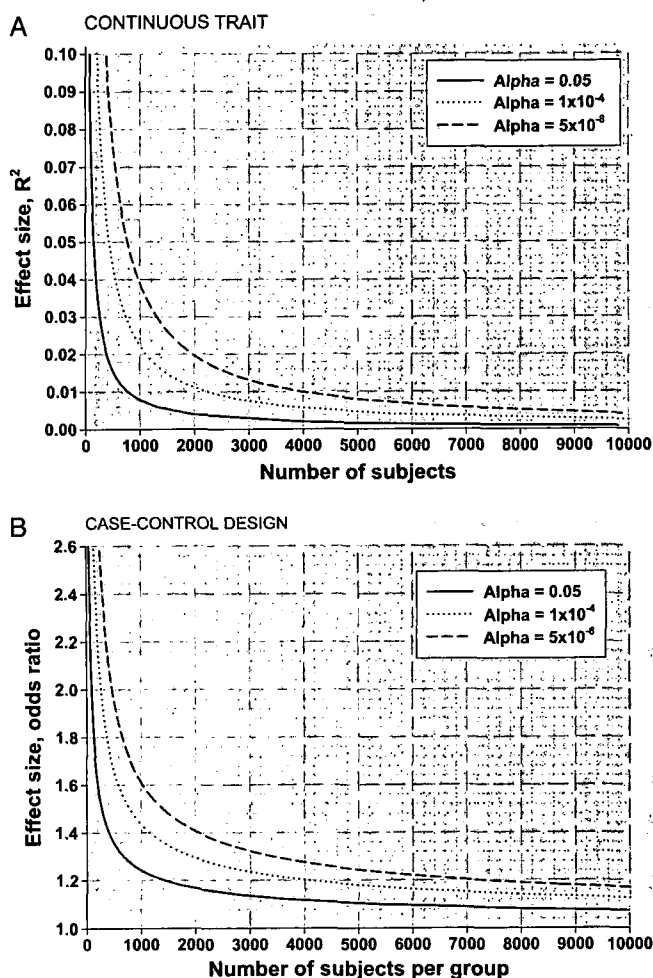 A
CONTINUOUS TRAIT
0.10
0.09
0.08
0.07
0.06
0.05
0.04
0.03
0.02
0.01
0.00
Effect size, R²
Alpha = 0.05
Alpha = 1x10⁻⁴
Alpha = 5x10⁻⁸
0 1000 2000 3000 4000 5000 6000 7000 8000 9000 10000
Number of subjects
B
CASE-CONTROL DESIGN
2.6
2.4
2.2
2.0
1.8
1.6
1.4
1.2
1.0
Effect size, odds ratio
Alpha = 0.05
Alpha = 1x10⁻⁴
Alpha = 5x10⁻⁸
0 1000 2000 3000 4000 5000 6000 7000 8000 9000 10000
Number of subjects per group